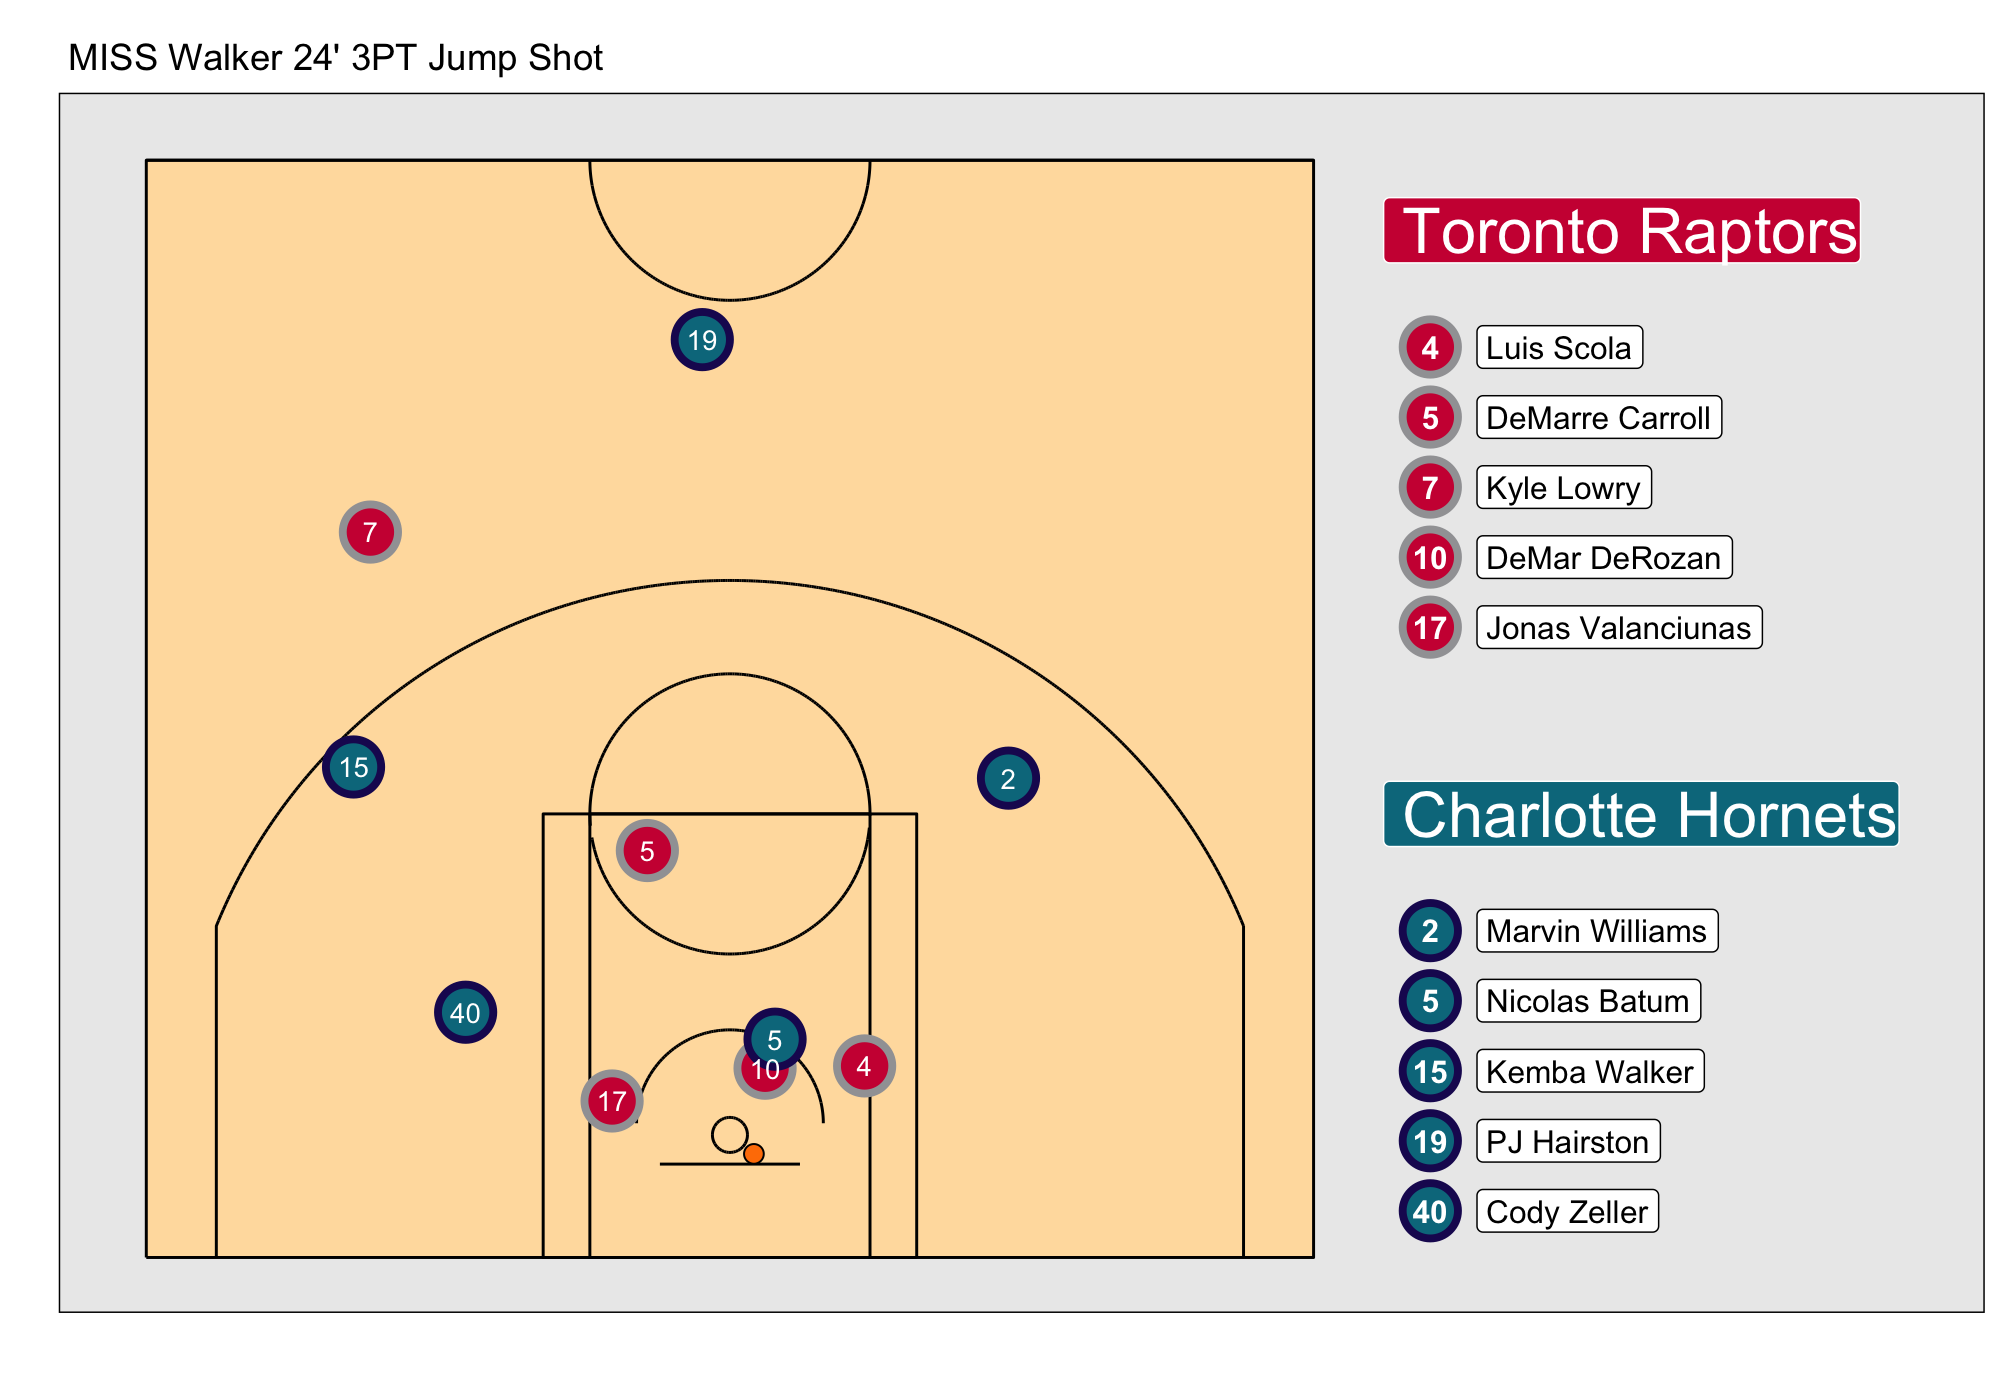 MISS Walker 24' 3PT Jump Shot
19
7
15
2
5
40
5
10
4
17
Toronto Raptors
4 Luis Scola
5 DeMarre Carroll
7 Kyle Lowry
10 DeMar DeRozan
17 Jonas Valanciunas
Charlotte Hornets
2 Marvin Williams
5 Nicolas Batum
15 Kemba Walker
19 PJ Hairston
40 Cody Zeller